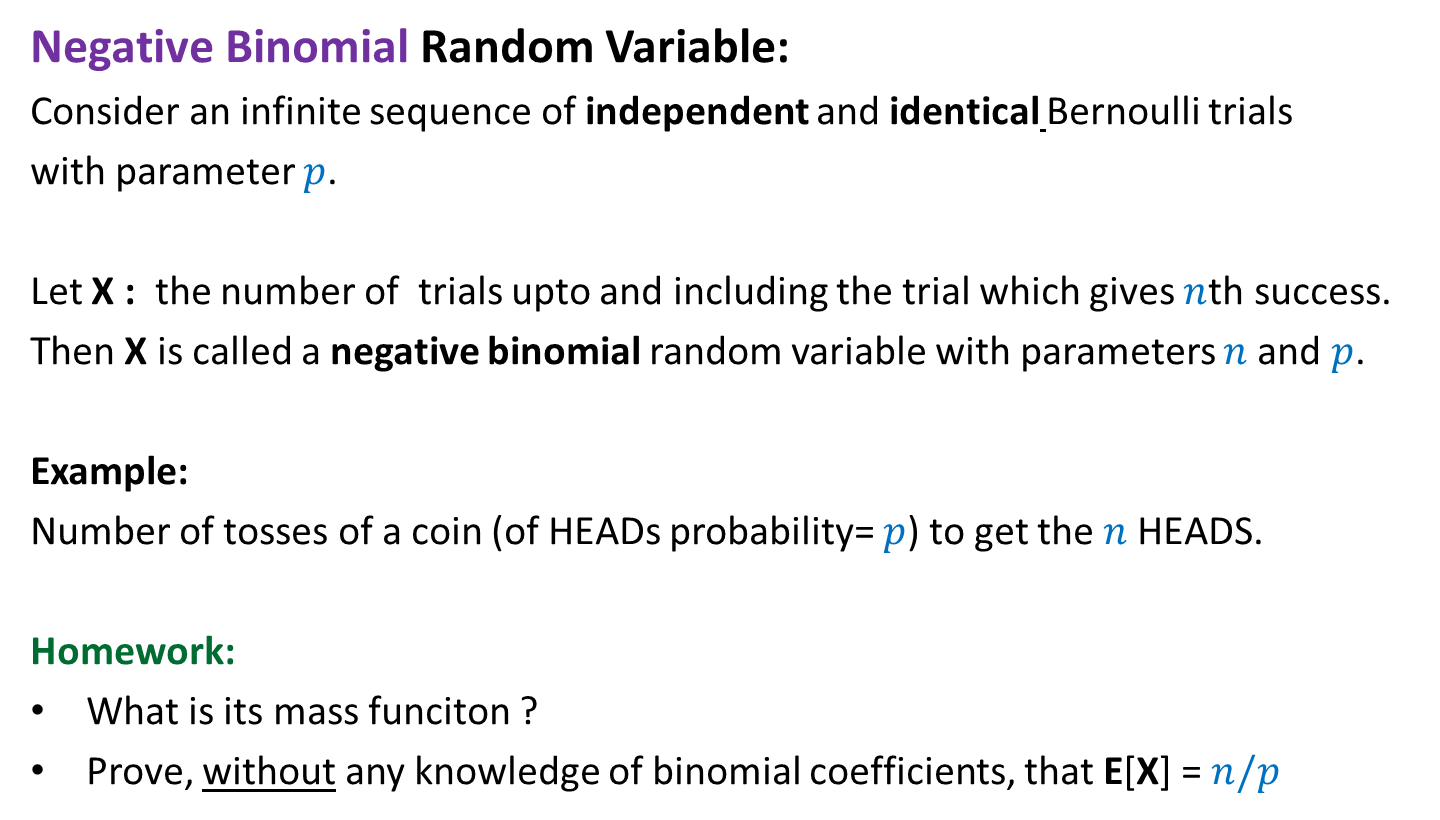 Negative Binomial Random Variable:
Consider an infinite sequence of independent and identical Bernoulli trials
with parameter p.
Let X : the number of trials upto and including the trial which gives nth success.
Then X is called a negative binomial random variable with parameters n and p.
Example:
Number of tosses of a coin (of HEADs probability= p) to get the n HEADS.
Homework:
• What is its mass funciton ?
• Prove, without any knowledge of binomial coefficients, that E[X] = n/p